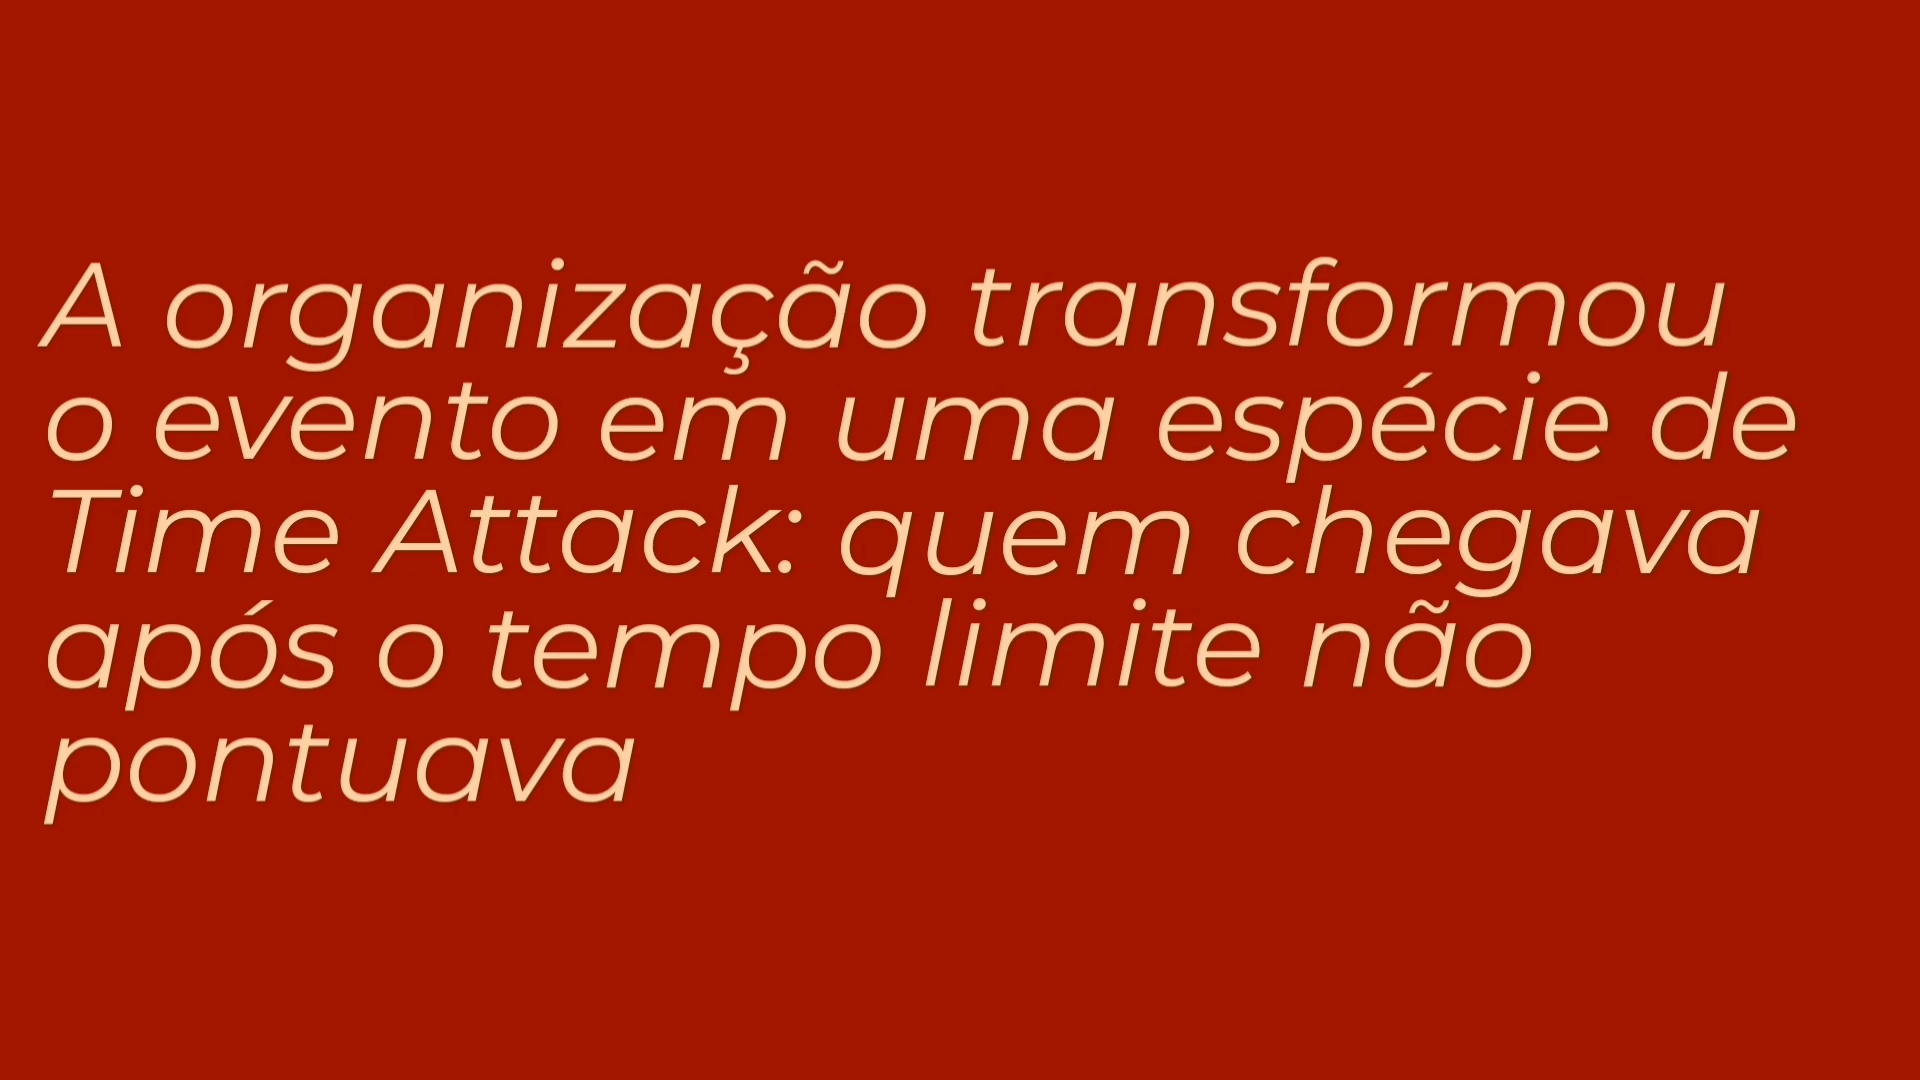 A organização transformou
o evento em uma espécie de
Time Attack: quem chegava
após o tempo limite não
pontuava